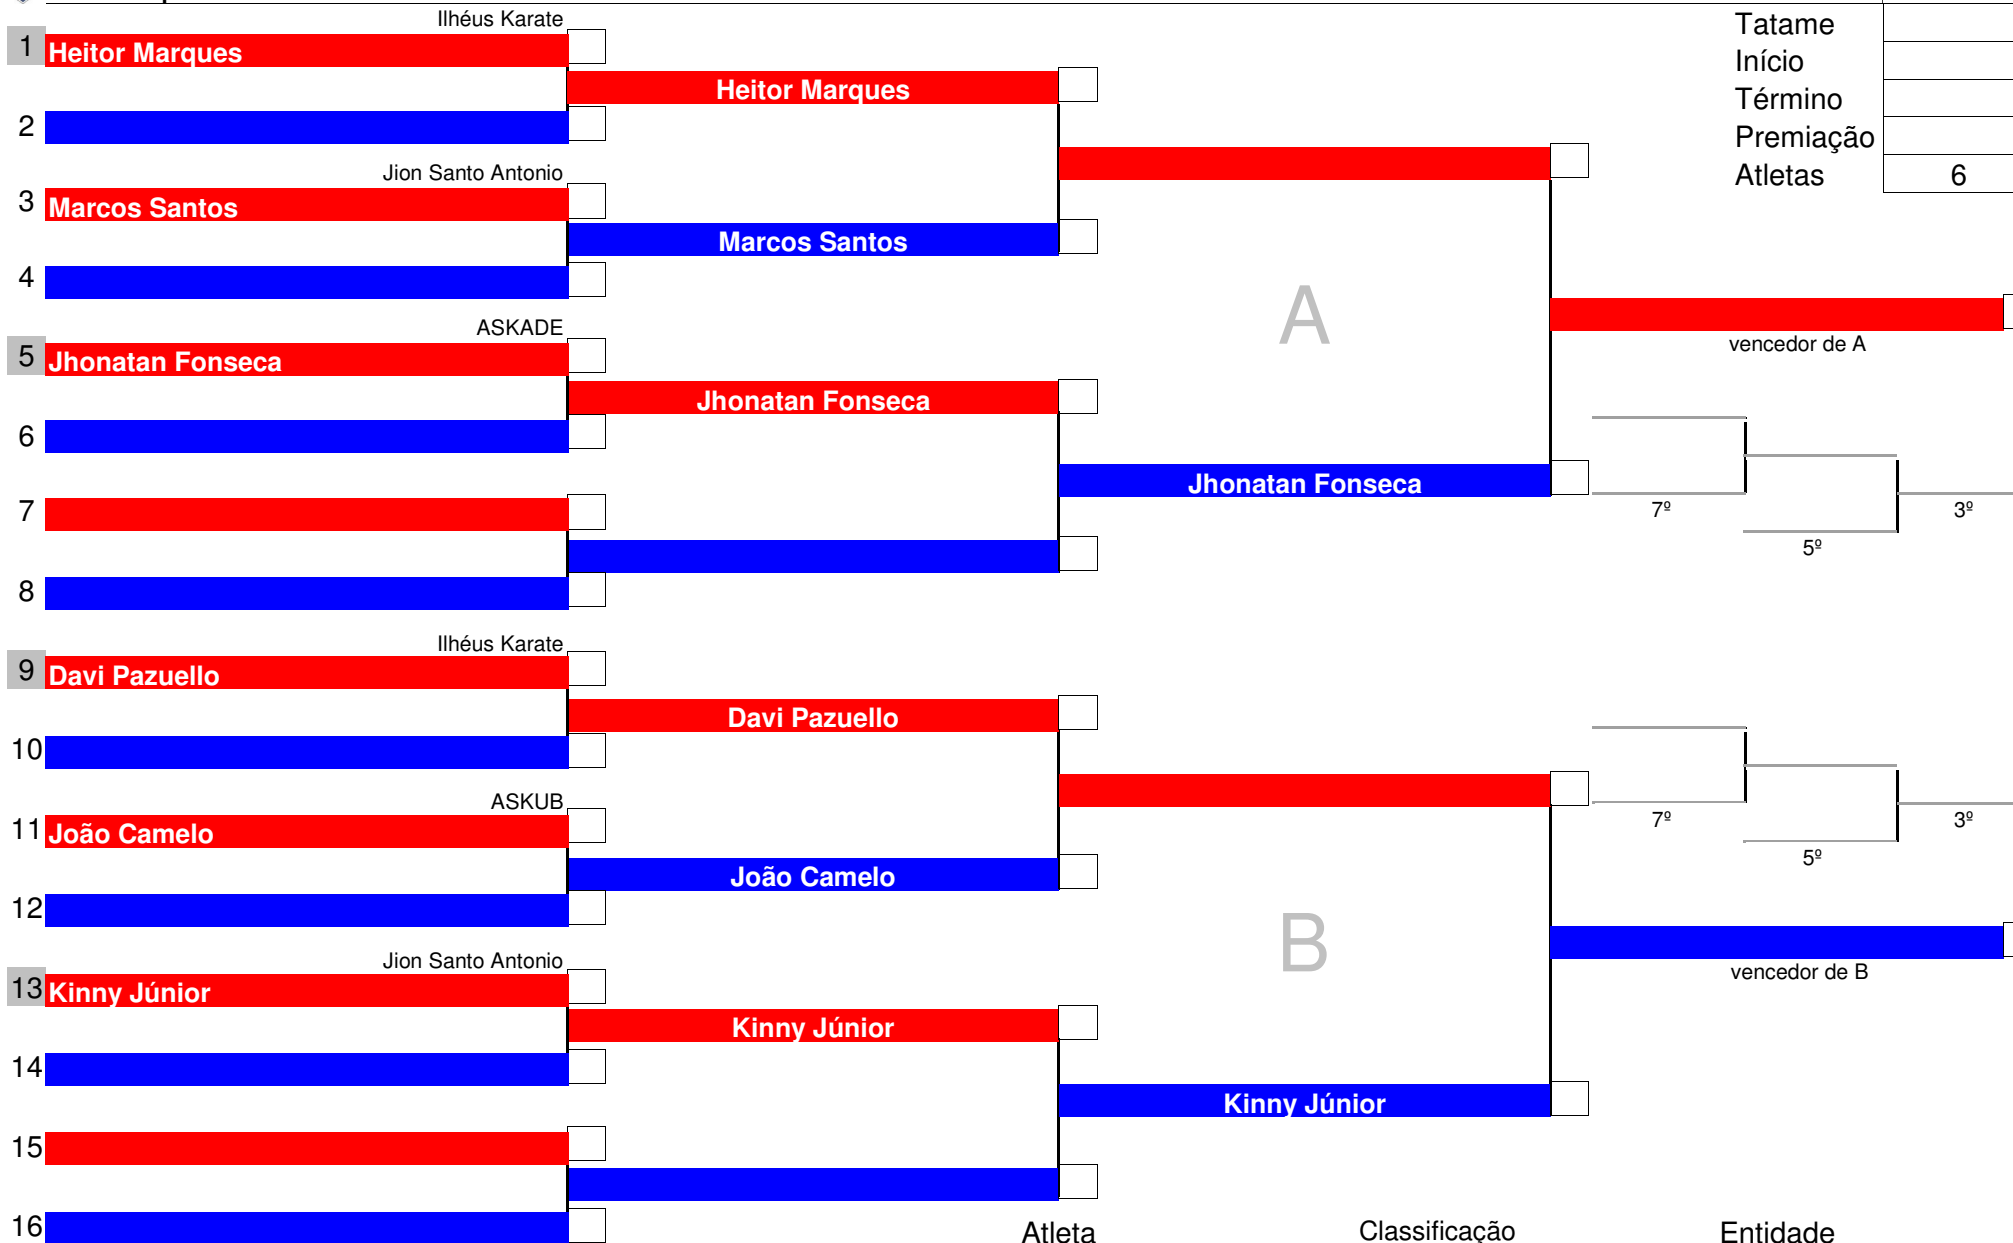 Ilhéus Karate
1 Heitor Marques
Heitor Marques
2
Jion Santo Antonio
3 Marcos Santos
Marcos Santos
4
ASKADE
5 Jhonatan Fonseca
Jhonatan Fonseca
6
Jhonatan Fonseca
7
8
Ilhéus Karate
9 Davi Pazuello
Davi Pazuello
10
ASKUB
11 João Camelo
João Camelo
12
Jion Santo Antonio
13 Kinny Júnior
Kinny Júnior
14
Kinny Júnior
15
16
A
B
Tatame
Início
Término
Premiação
Atletas 6
vencedor de A
7º
3º
5º
7º
3º
5º
vencedor de B
Atleta Classificação Entidade